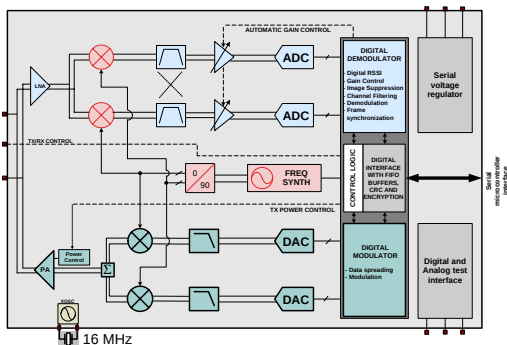 AUTOMATIC GAIN CONTROL
LNA
ADC
DIGITAL
DEMODULATOR
- Digital RSSI
- Gain Control
- Image Suppression
- Channel Filtering
- Demodulation
- Frame
synchronization
Serial
voltage
regulator
ADC
TX/RX CONTROL
0
90
FREQ
SYNTH
CONTROL LOGIC
DIGITAL
INTERFACE
WITH FIFO
BUFFERS,
CRC AND
ENCRYPTION
Serial
microcontroller
interface
TX POWER CONTROL
DAC
DIGITAL
MODULATOR
- Data spreading
- Modulation
Power
Control
PA
Σ
Digital and
Analog test
interface
DAC
XOSC
16 MHz